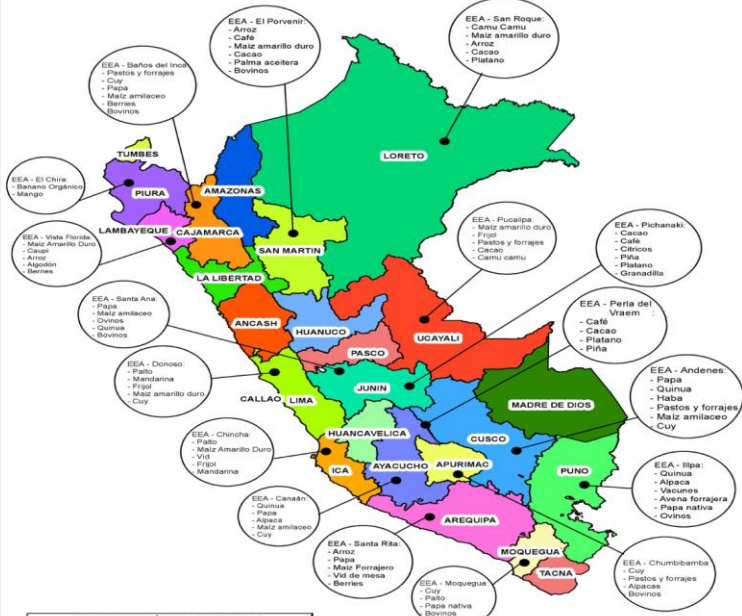 EEA - El Porvenir:
- Arroz
- Café
- Maíz amarillo duro
- Cacao
- Palma aceitera
- Bovinos
EEA - San Roque:
- Camu Camu
- Maíz amarillo duro
- Arroz
- Cacao
- Platano
EEA - Baños del Inca:
- Pastos y forrajes
- Cuy
- Papa
- Maíz amilaceo
- Berries
Bovinos
EEA - El Chira:
- Banano Orgánico
- Mango
EEA - Vista Florida
- Maiz Amarillo Duro
- Caupi
- Arroz
- Algodón
- Berries
EEA - Pucallpa:
- Maíz amarillo duro
- Frijol
- Pastos y forrajes
- Cacao
- Camu camu
EEA - Pichanaki:
- Cacao
- Café
- Cítricos
- Piña
- Platano
- Granadilla
EEA - Santa Ana:
- Papa
- Maíz amilaceo
- Ovinos
- Quinua
- Bovinos
EEA - Perla del
Vraem :
- Café
- Cacao
- Platano
- Piña
EEA - Donoso:
- Palto
- Mandarina
- Frijol
- Maíz amarillo duro
- Cuy
EEA - Andenes:
- Papa
- Quinua
- Haba
- Pastos y forrajes
- Maíz amilaceo
- Cuy
EEA - Chincha:
- Palto
- Maíz Amarillo Duro
- Vid
- Frijol
- Mandarina
EEA - Illpa:
- Quinua
- Alpaca
- Vacunos
- Avena forrajera
- Papa nativa
- Ovinos
EEA - Canaán:
- Quinua
- Papa
- Alpaca
- Maíz amilaceo
- Cuy
EEA - Santa Rita:
- Arroz
- Papa
- Maiz Forrajero
- Vid de mesa
- Berries
EEA - Moquegua:
- Cuy
- Palto
- Papa nativa
- Bovinos
EEA - Chumbibamba:
- Cuy
- Pastos y forrajes
- Alpacas
- Bovinos
TUMBES
PIURA
AMAZONAS
LORETO
LAMBAYEQUE
CAJAMARCA
SAN MARTIN
LA LIBERTAD
ANCASH
HUANUCO
UCAYALI
PASCO
JUNIN
CALLAO
LIMA
MADRE DE DIOS
HUANCAVELICA
CUSCO
ICA
AYACUCHO
APURIMAC
PUNO
AREQUIPA
MOQUEGUA
TACNA